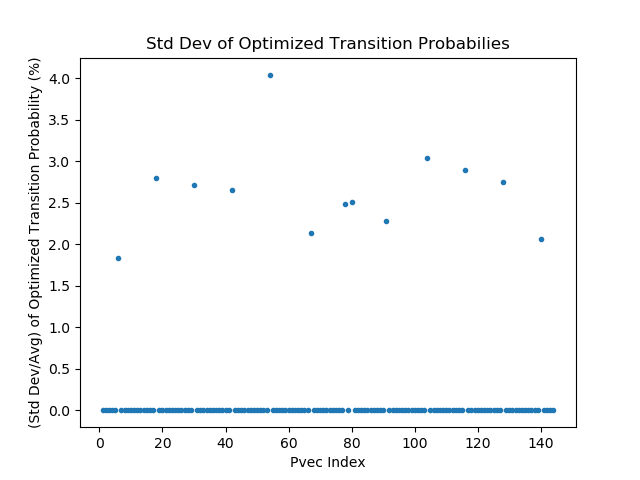 Std Dev of Optimized Transition Probabilies
(Std Dev/Avg) of Optimized Transition Probability (%)
4.0
3.5
3.0
2.5
2.0
1.5
1.0
0.5
0.0
0 20 40 60 80 100 120 140
Pvec Index